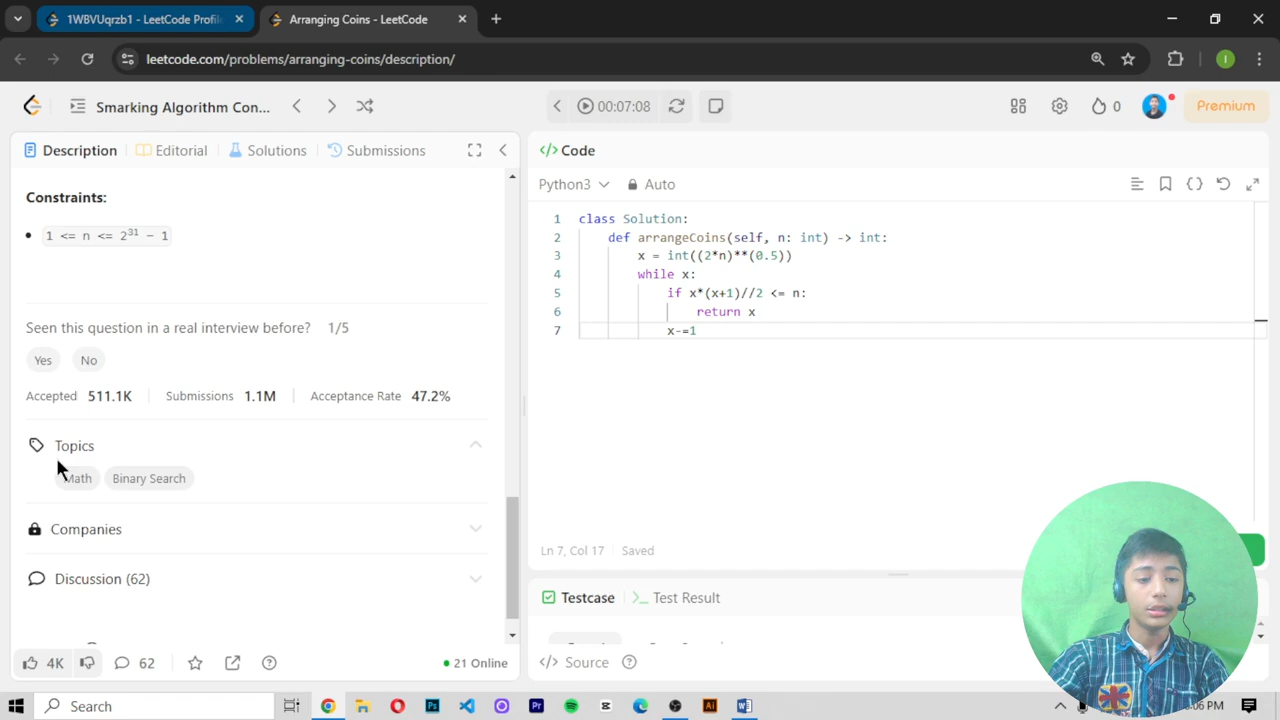 1WBVUqrzb1 - LeetCode Profil
Arranging Coins - LeetCode
leetcode.com/problems/arranging-coins/description/
Smarking Algorithm Con...
00:07:08
0
Premium
Description
Editorial
Solutions
Submissions
Code
Python3
Auto
Constraints:
1 <= n <= 2^31 - 1
Seen this question in a real interview before? 1/5
Yes
No
Accepted 511.1K
Submissions 1.1M
Acceptance Rate 47.2%
Topics
Math
Binary Search
Companies
Discussion (62)
4K
62
21 Online
1 class Solution:
2 def arrangeCoins(self, n: int) -> int:
3 x = int((2*n)**(0.5))
4 while x:
5 if x*(x+1)//2 <= n:
6 return x
7 x-=1
Ln 7, Col 17
Saved
Testcase
Test Result
Source
Search
06 PM